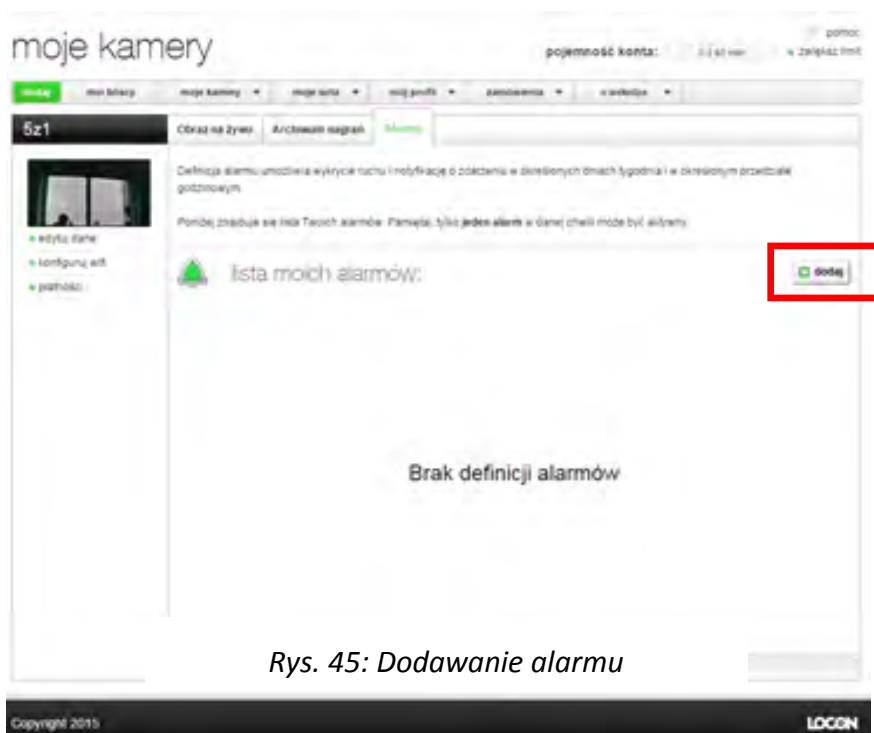 moje kamery
pojemność konta:
pomoc
zwiększ limit
dodaj moje kamery moje konto mój profil zamówienia
5z1
Obraz na żywo Archiwum nagrań Alarmy
Definicja alarmu umożliwia wykrycie ruchu i notyfikację o zdarzeniu w określonych dniach tygodnia i w określonym przedziale
godzinowym.
Poniżej znajduje się lista Twoich alarmów. Pamiętaj, tylko jeden alarm w danej chwili może być aktywny.
edytuj dane
konfiguruj wifi
płatności
lista moich alarmów:
dodaj
Brak definicji alarmów
Rys. 45: Dodawanie alarmu
Copyright 2015
LOCON